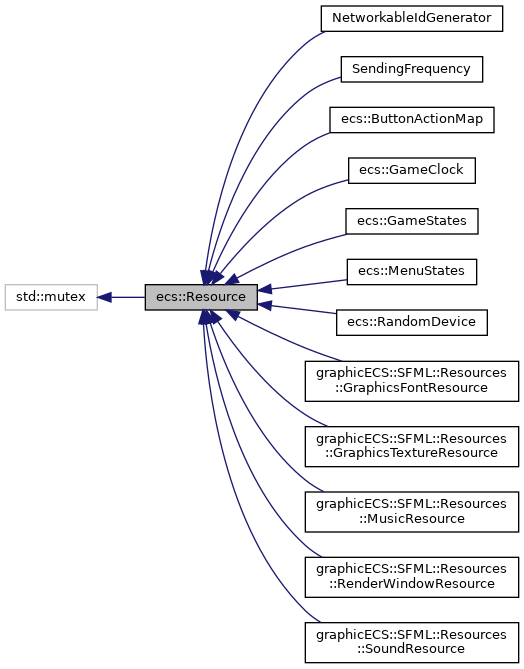 NetworkableIdGenerator
SendingFrequency
ecs::ButtonActionMap
ecs::GameClock
ecs::GameStates
ecs::MenuStates
std::mutex
ecs::Resource
ecs::RandomDevice
graphicECS::SFML::Resources
::GraphicsFontResource
graphicECS::SFML::Resources
::GraphicsTextureResource
graphicECS::SFML::Resources
::MusicResource
graphicECS::SFML::Resources
::RenderWindowResource
graphicECS::SFML::Resources
::SoundResource